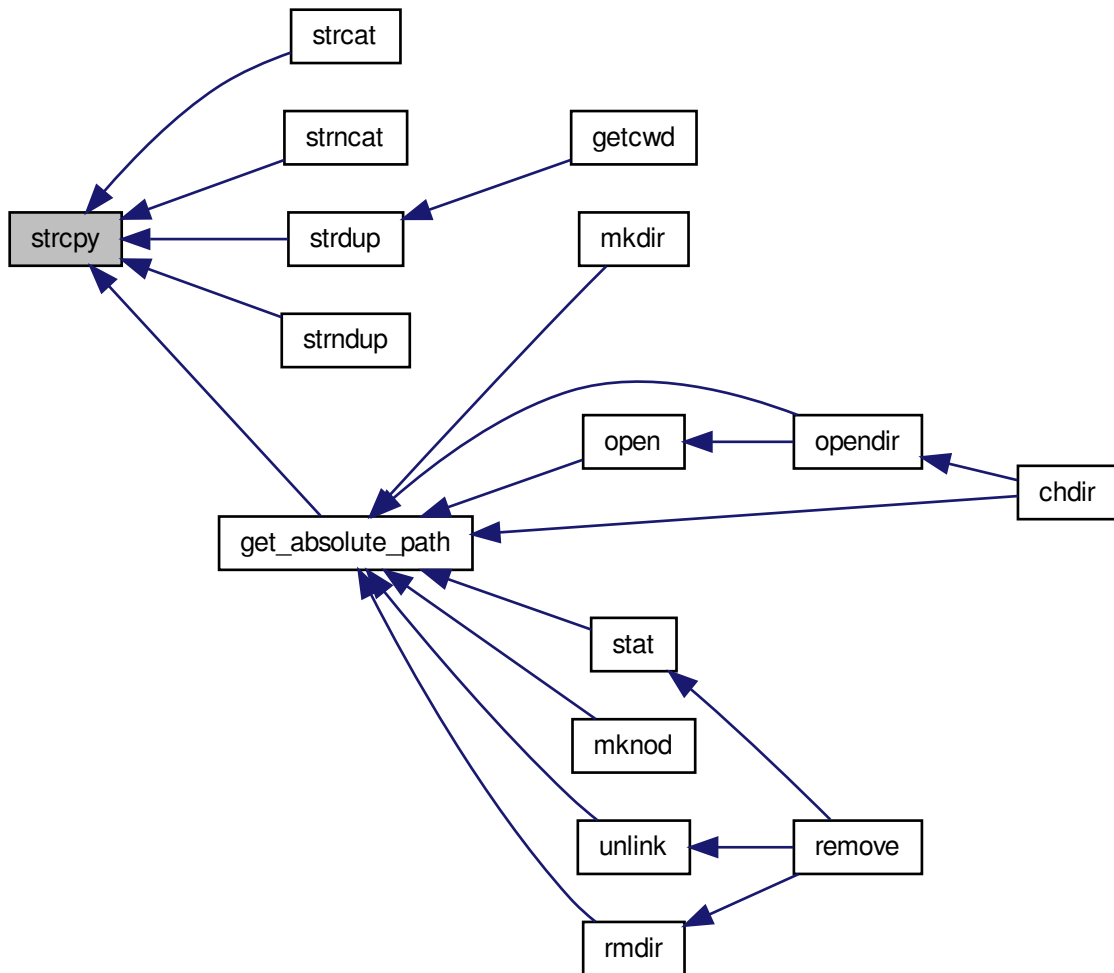 strcat
strncat
getcwd
strcpy
strdup
mkdir
strndup
open
opendir
chdir
get_absolute_path
stat
mknod
unlink
remove
rmdir